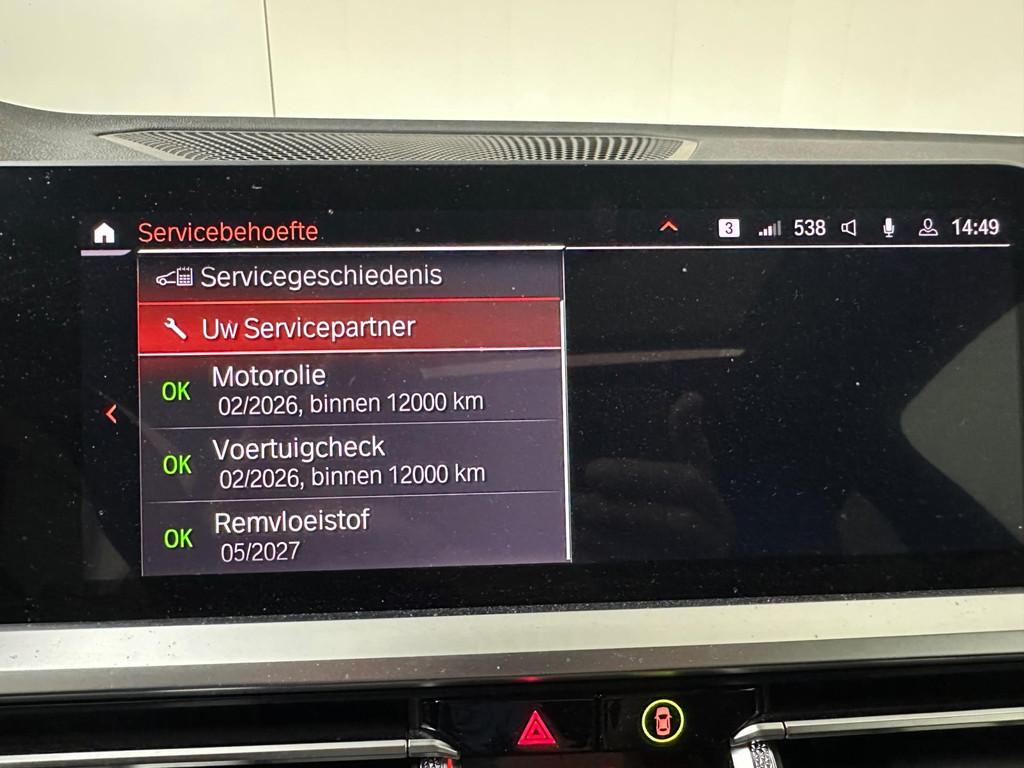 Servicebehoefte
3 538 14:49
Servicegeschiedenis
Uw Servicepartner
OK Motorolie
02/2026, binnen 12000 km
OK Voertuigcheck
02/2026, binnen 12000 km
OK Remvloeistof
05/2027